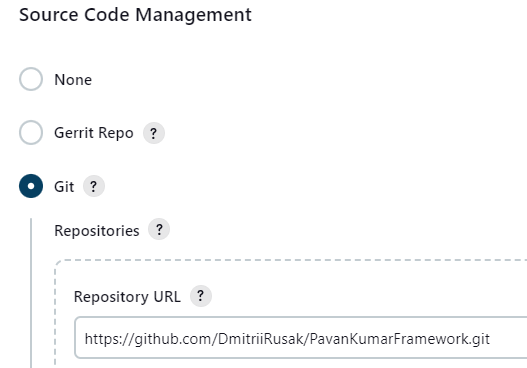 Source Code Management
None
Gerrit Repo ?
Git ?
Repositories ?
Repository URL ?
https://github.com/DmitriiRusak/PavanKumarFramework.git